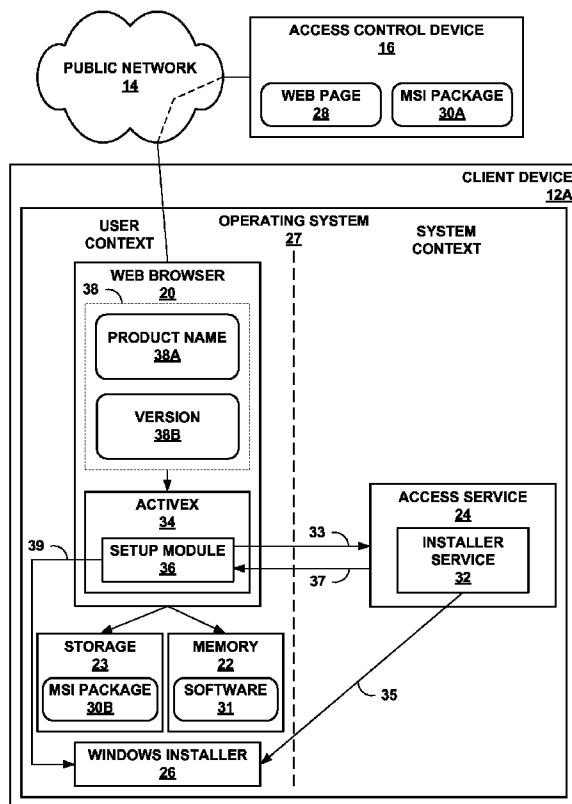 PUBLIC NETWORK
14
ACCESS CONTROL DEVICE
16
WEB PAGE
28
MSI PACKAGE
30A
CLIENT DEVICE
12A
USER
CONTEXT
OPERATING SYSTEM
27
SYSTEM
CONTEXT
WEB BROWSER
20
38
PRODUCT NAME
38A
VERSION
38B
ACTIVEX
34
SETUP MODULE
36
39
33
37
ACCESS SERVICE
24
INSTALLER
SERVICE
32
STORAGE
23
MSI PACKAGE
30B
MEMORY
22
SOFTWARE
31
35
WINDOWS INSTALLER
26